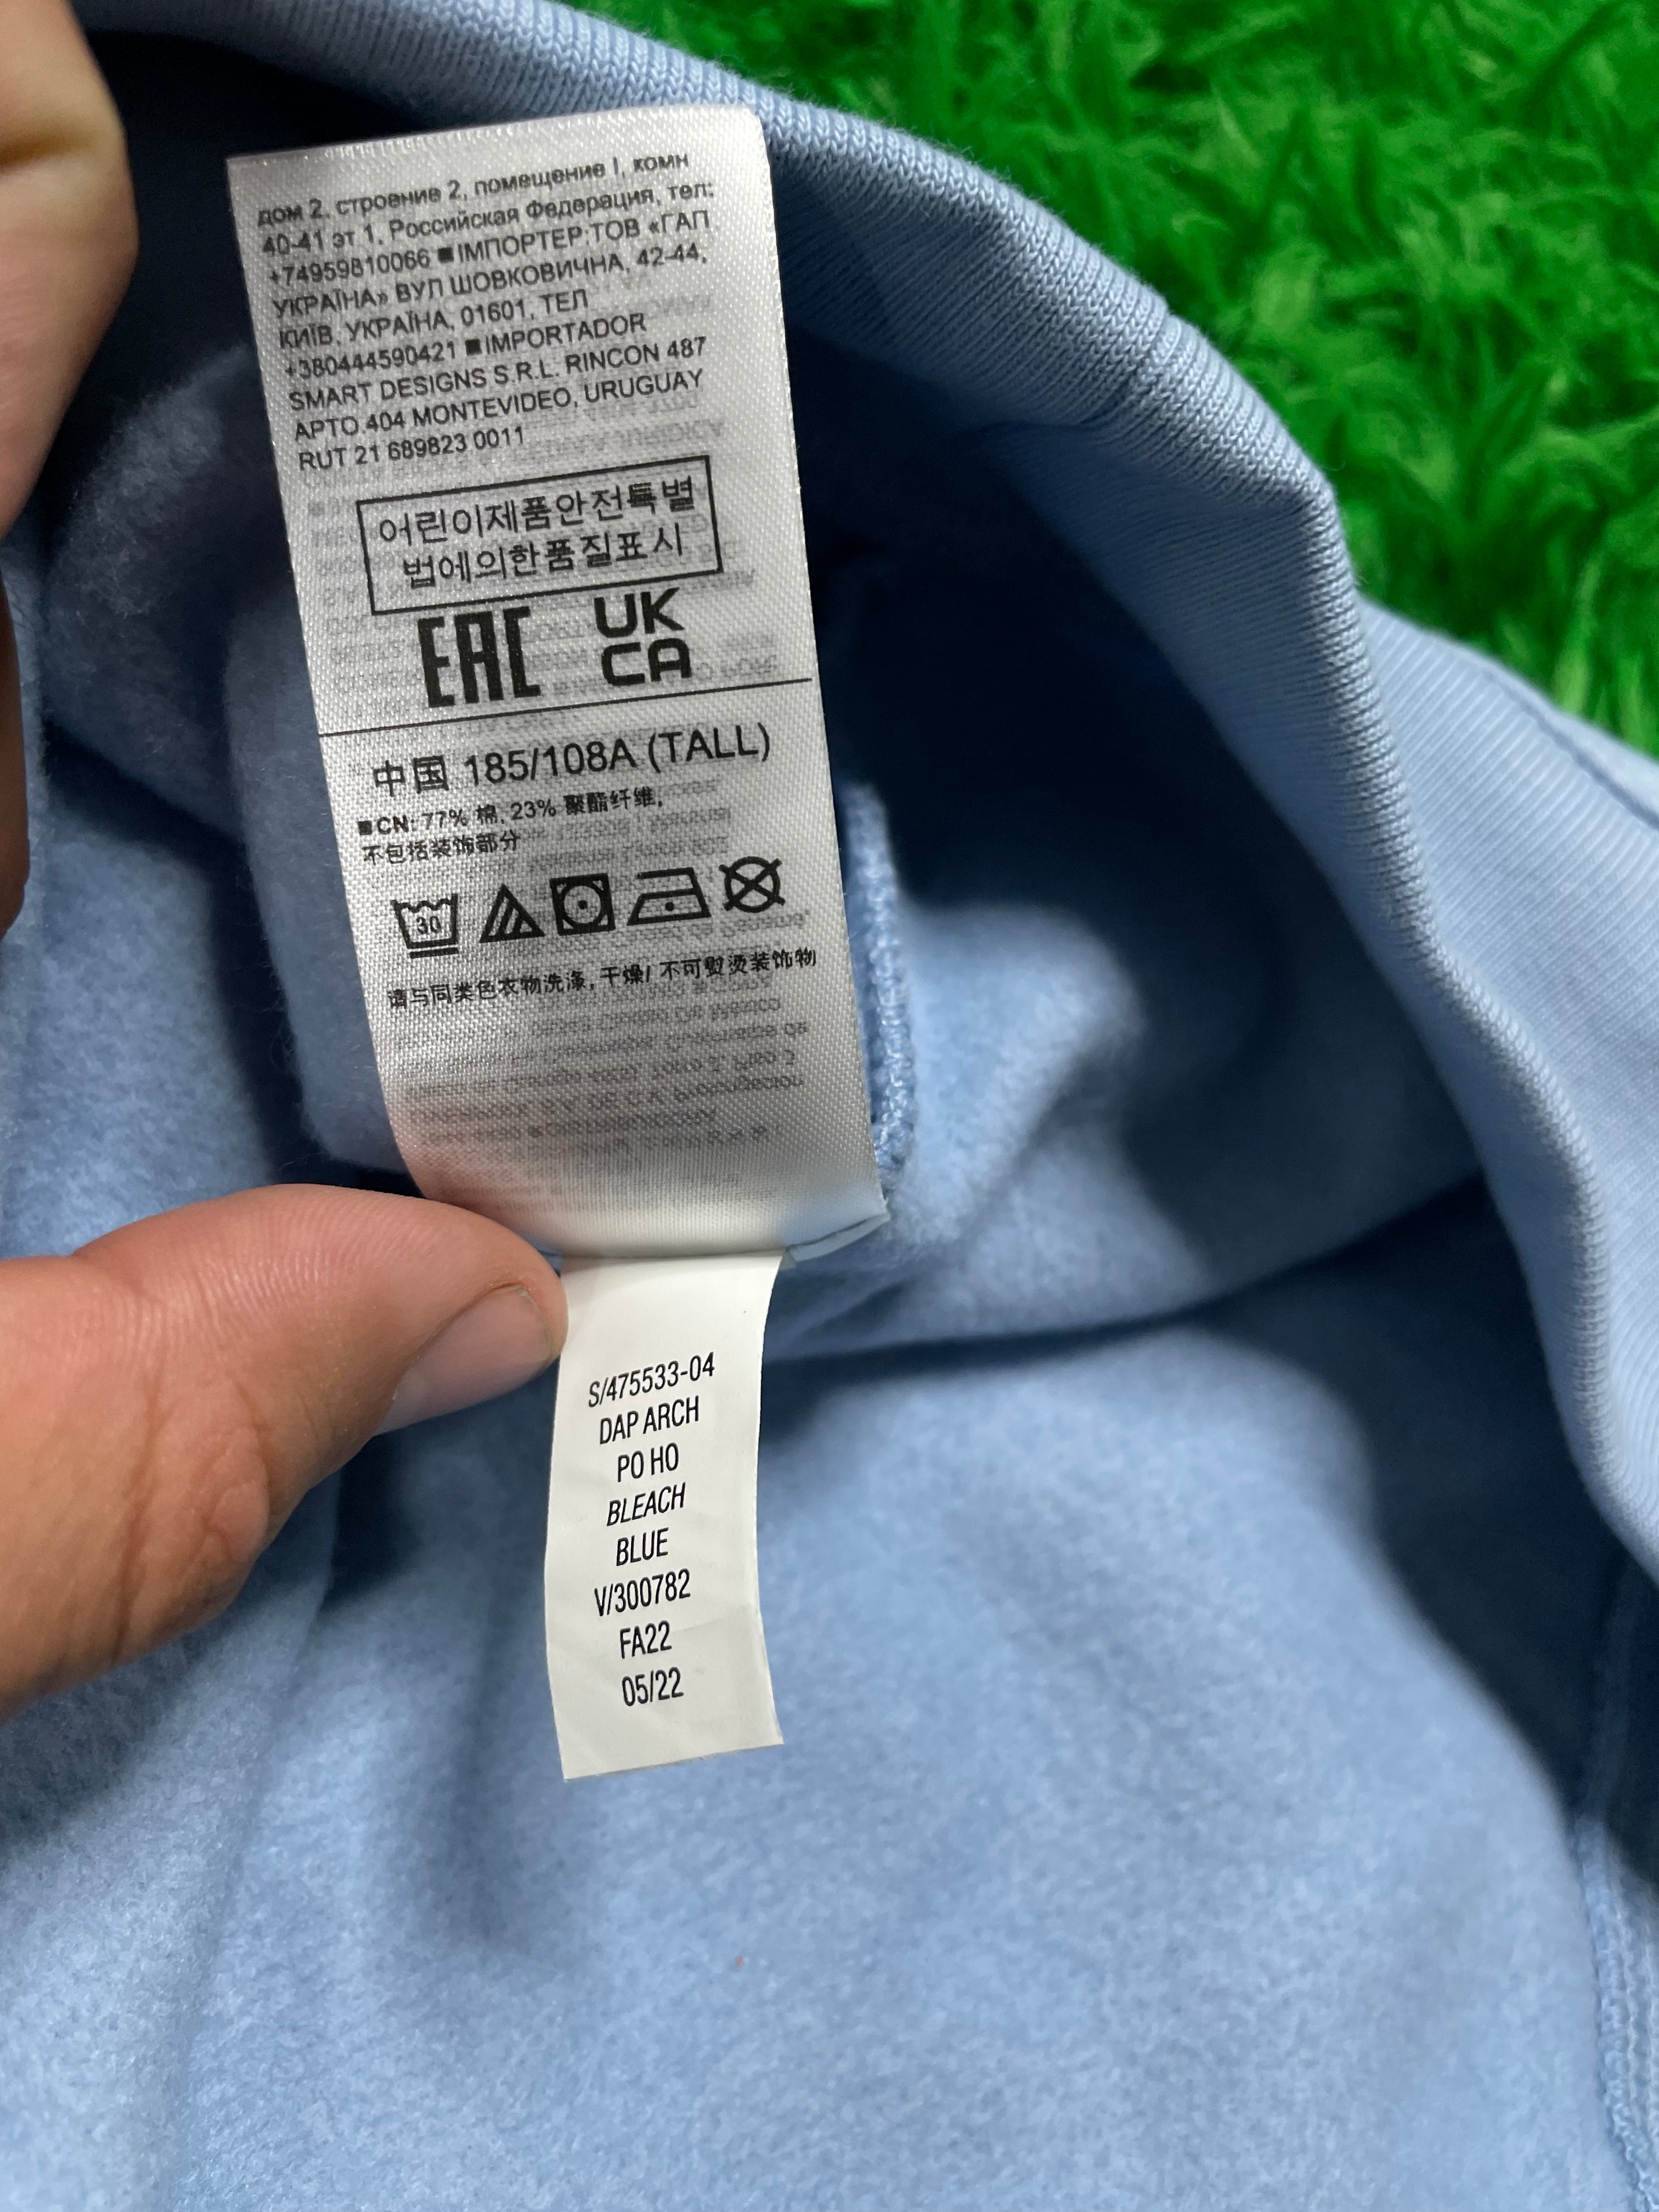 дом 2, строение 2, помещение I, комн
40-41 эт 1, Российская Федерация, тел:
+74959810066 ■ІМПОРТЕР:ТОВ «ГАП
УКРАЇНА» ВУЛ ШОВКОВИЧНА, 42-44,
КИЇВ, УКРАЇНА, 01601, ТЕЛ
+380444590421 ■IMPORTADOR
SMART DESIGNS S.R.L. RINCON 487
APTO 404 MONTEVIDEO, URUGUAY
RUT 21 689823 0011
어린이제품안전특별
법에의한품질표시
EAC UK CA
中国 185/108A (TALL)
■CN: 77% 棉, 23% 聚酯纤维,
不包括装饰部分
30
请与同类色衣物洗涤, 干燥/ 不可熨烫装饰物
S/475533-04
DAP ARCH
PO HO
BLEACH
BLUE
V/300782
FA22
05/22